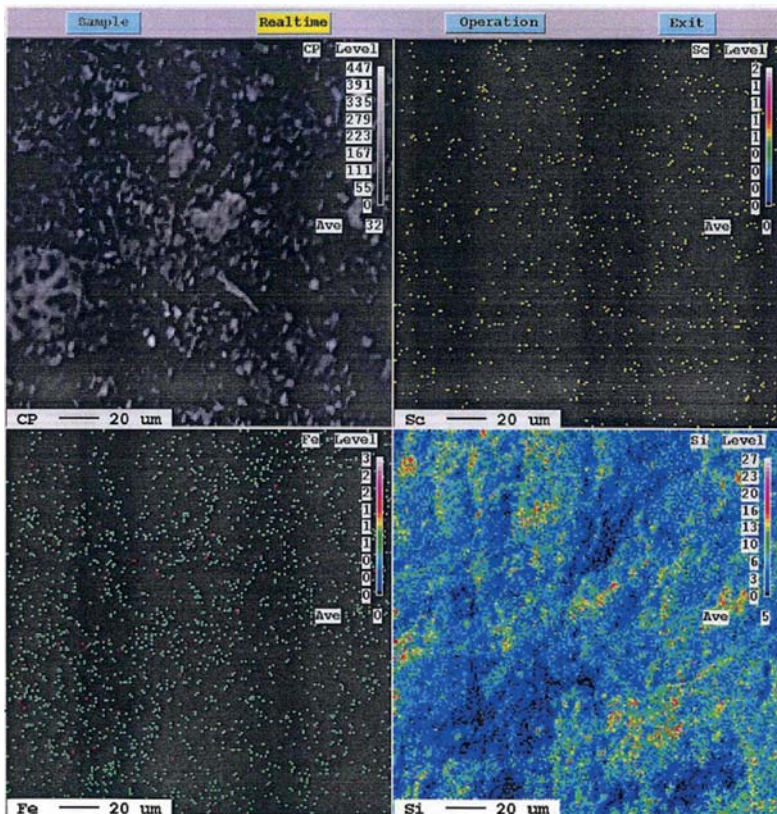 Sample Realtime Operation Exit
CP Level
447
391
335
279
223
167
111
55
0
Ave 32
CP 20 um
Sc Level
2
1
1
1
1
0
0
0
0
Ave 0
Sc 20 um
Fe Level
3
2
2
1
1
1
0
0
0
Ave 0
Fe 20 um
Si Level
27
23
20
16
13
10
6
3
0
Ave 5
Si 20 um